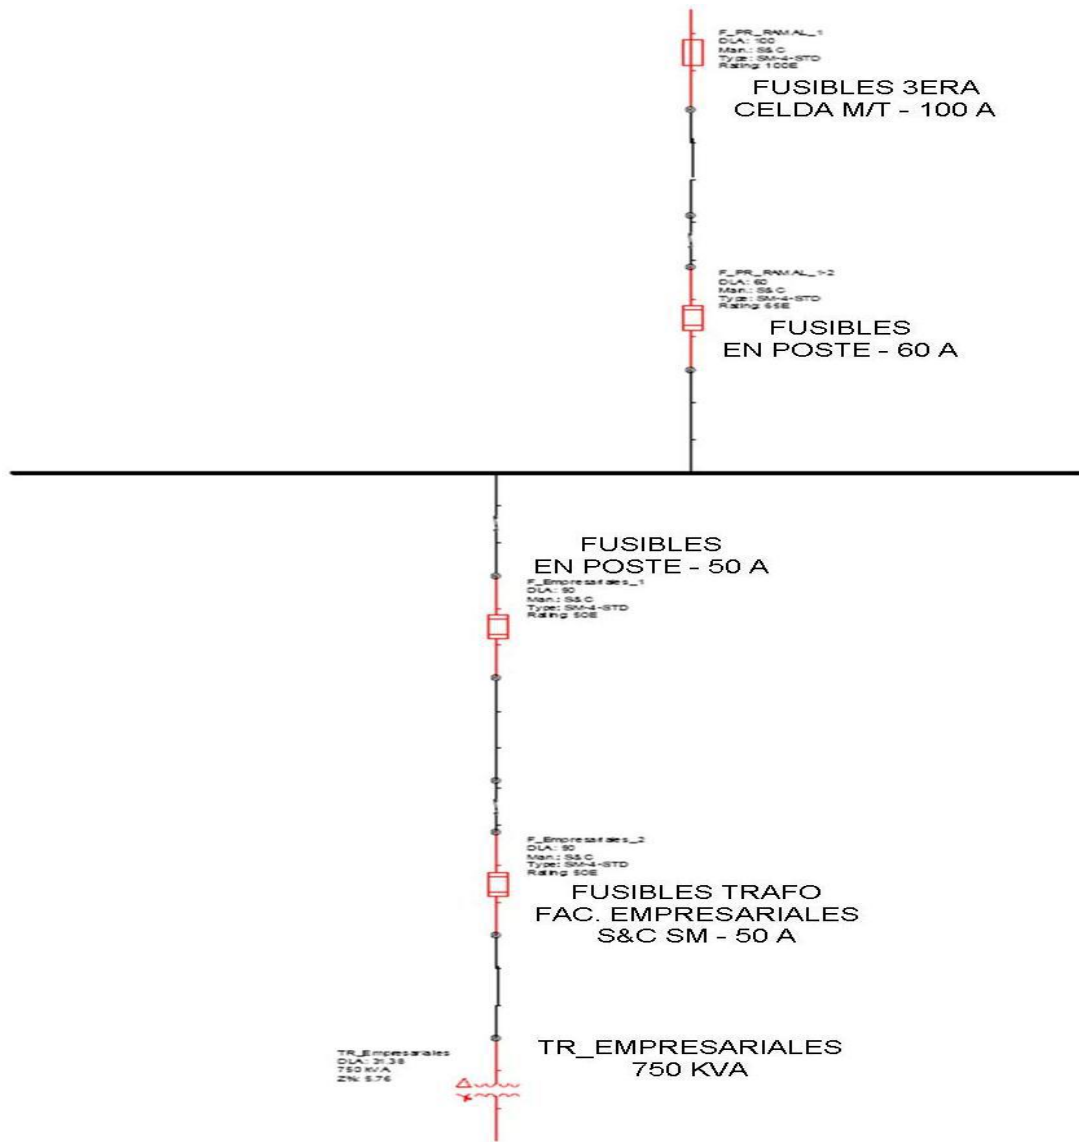 F_PR_RAMAL_1
DLA: 100
Man.: S&C
Type: SM-4-STD
Rating: 100E
FUSIBLES 3ERA
CELDA M/T - 100 A
F_PR_RAMAL_1-2
DLA: 60
Man.: S&C
Type: SM-4-STD
Rating: 65E
FUSIBLES
EN POSTE - 60 A
FUSIBLES
EN POSTE - 50 A
F_Empresariales_1
DLA: 50
Man.: S&C
Type: SM-4-STD
Rating: 50E
F_Empresariales_2
DLA: 50
Man.: S&C
Type: SM-4-STD
Rating: 50E
FUSIBLES TRAFO
FAC. EMPRESARIALES
S&C SM - 50 A
TR_Empresariales
DLA: 31.38
750 kVA
Z%: 5.76
TR_EMPRESARIALES
750 KVA